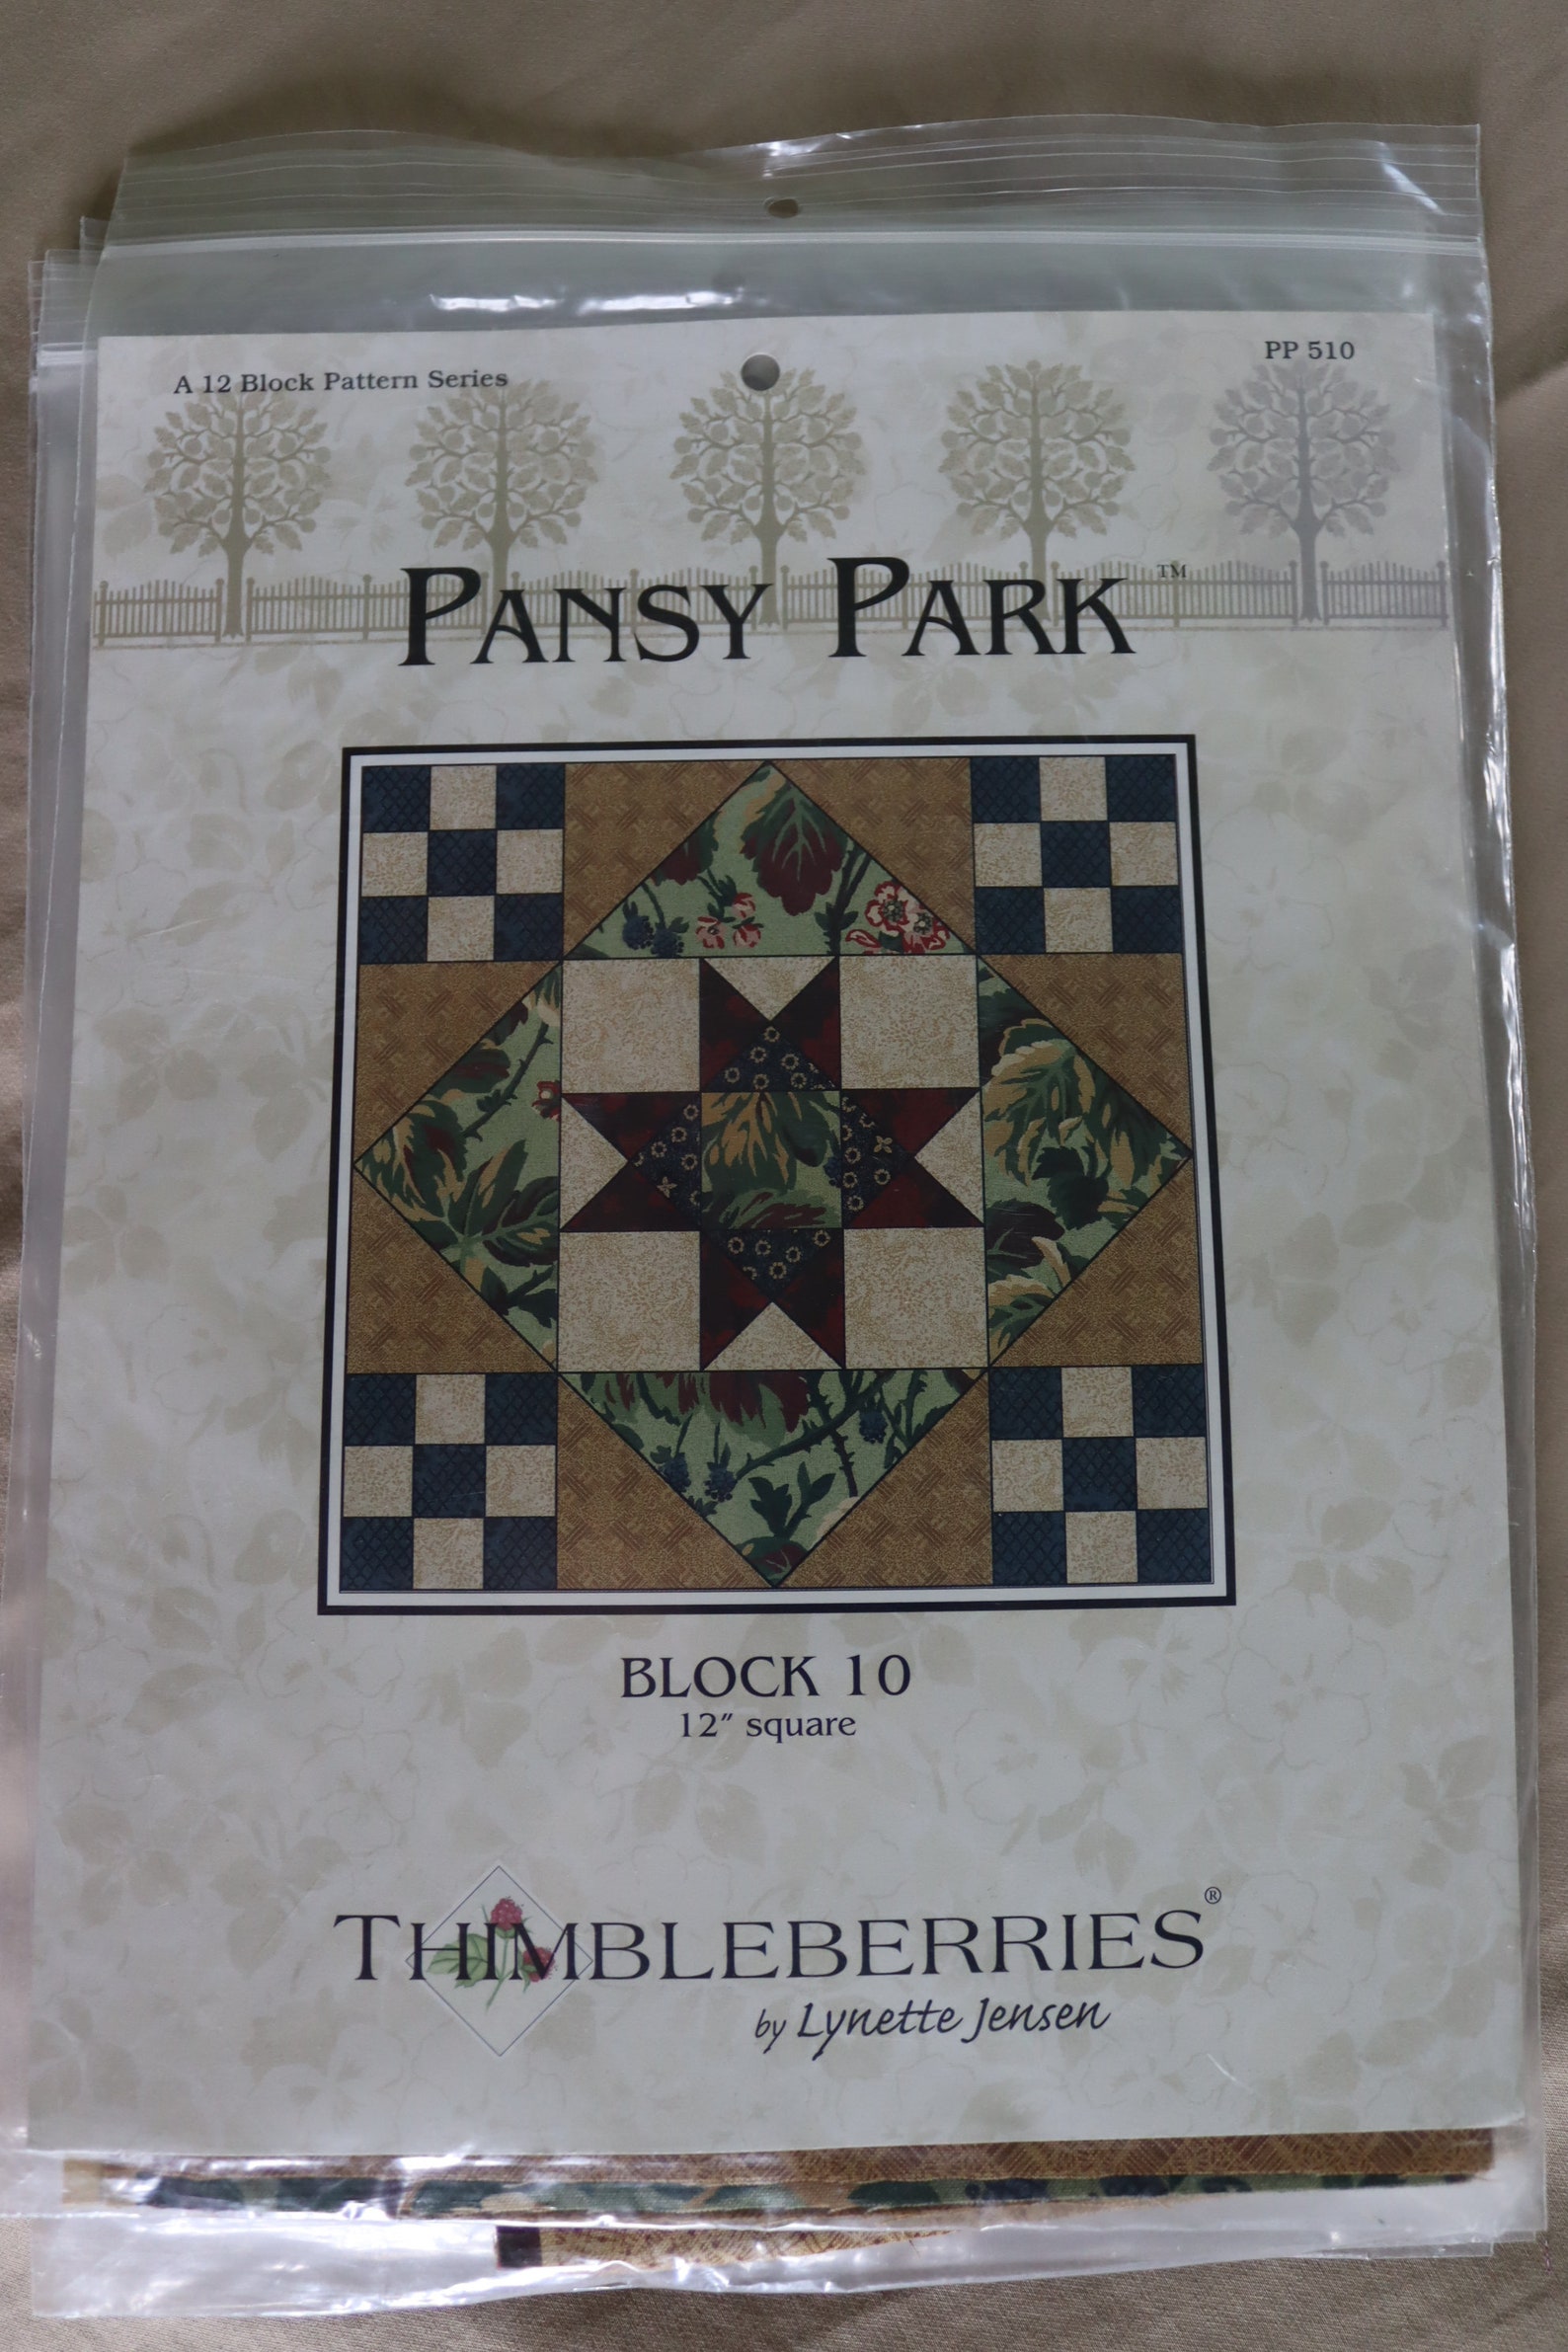 A 12 Block Pattern Series
PP 510
PANSY PARK™
BLOCK 10
12" square
THIMBLEBERRIES®
by Lynette Jensen